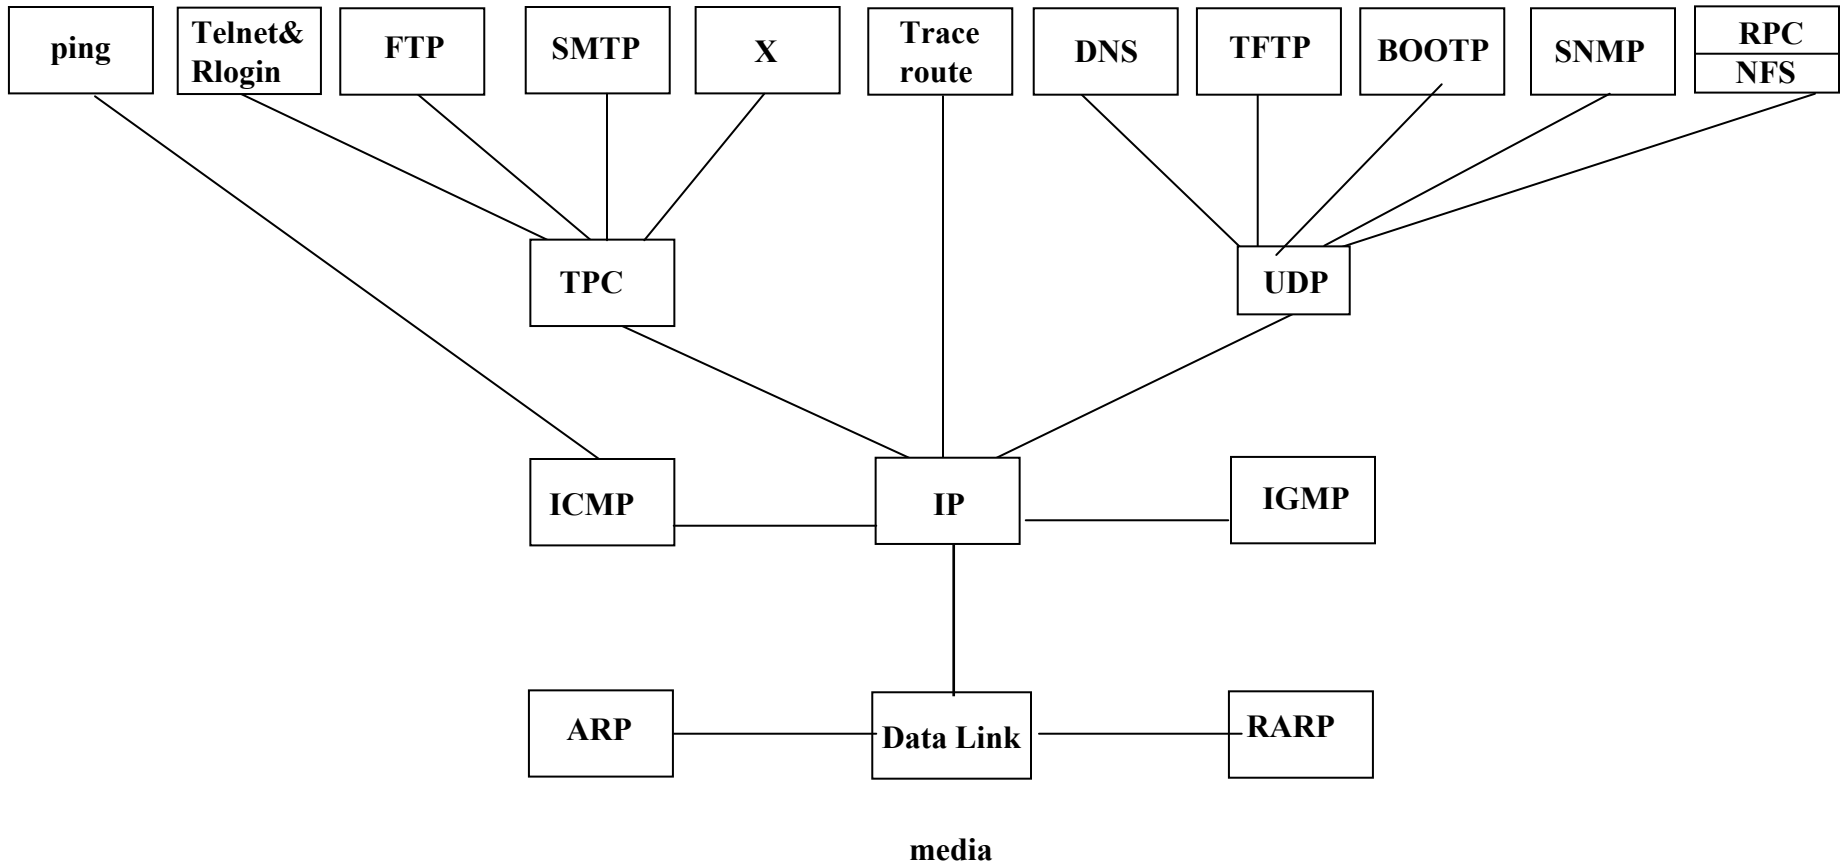 ping
Telnet&
Rlogin
FTP
SMTP
X
Trace
route
DNS
TFTP
BOOTP
SNMP
RPC
NFS
TPC
UDP
ICMP
IP
IGMP
ARP
Data Link
RARP
media